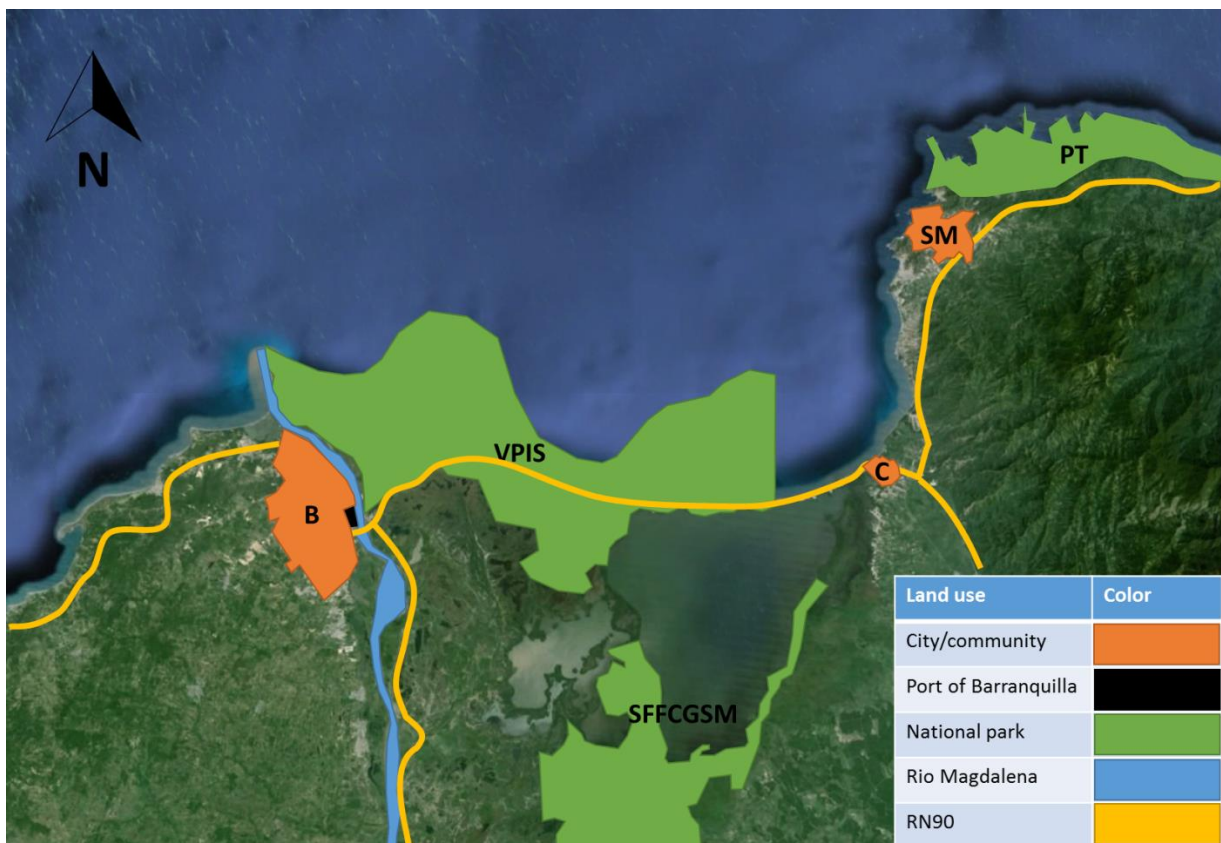 N
PT
SM
VPIS
C
B
SFFCGSM
Land use Color
City/community
Port of Barranquilla
National park
Rio Magdalena
RN90